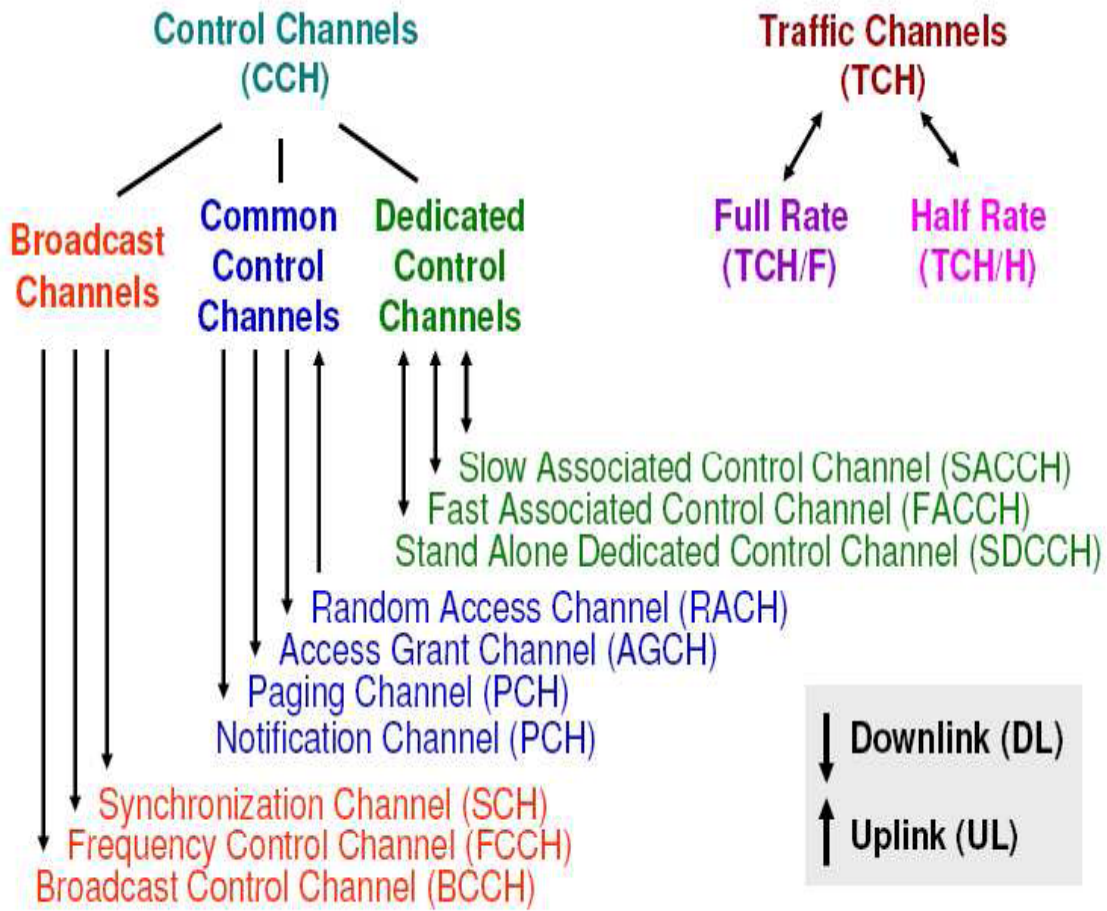 Control Channels
(CCH)
Traffic Channels
(TCH)
Broadcast
Channels
Common
Control
Channels
Dedicated
Control
Channels
Full Rate
(TCH/F)
Half Rate
(TCH/H)
Slow Associated Control Channel (SACCH)
Fast Associated Control Channel (FACCH)
Stand Alone Dedicated Control Channel (SDCCH)
Random Access Channel (RACH)
Access Grant Channel (AGCH)
Paging Channel (PCH)
Notification Channel (PCH)
Synchronization Channel (SCH)
Frequency Control Channel (FCCH)
Broadcast Control Channel (BCCH)
Downlink (DL)
Uplink (UL)